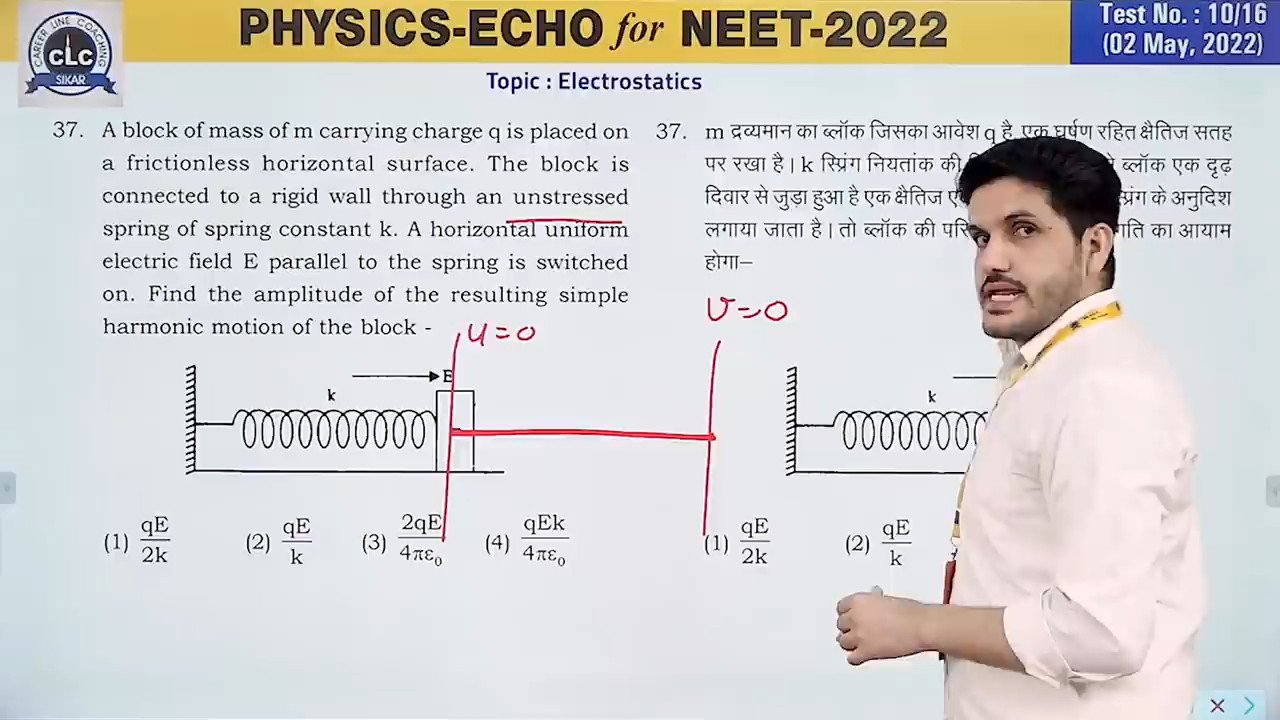 PHYSICS-ECHO for NEET-2022
Test No. : 10/16
(02 May, 2022)
CAREER LINE COACHING
CLC
SIKAR
Topic : Electrostatics
37. A block of mass of m carrying charge q is placed on
a frictionless horizontal surface. The block is
connected to a rigid wall through an unstressed
spring of spring constant k. A horizontal uniform
electric field E parallel to the spring is switched
on. Find the amplitude of the resulting simple
harmonic motion of the block -
u=0
k
E
(1) qE/2k (2) qE/k (3) 2qE/4πε₀ (4) qEk/4πε₀
37. m द्रव्यमान का ब्लॉक जिसका आवेश q है, एक घर्षण रहित क्षैतिज सतह
पर रखा है। k स्प्रिंग नियतांक की ब्लॉक एक दृढ़
दिवार से जुड़ा हुआ है एक क्षैतिज के अनुदिश
लगाया जाता है। तो ब्लॉक की गति का आयाम
होगा–
v=0
k
(1) qE/2k (2) qE/k